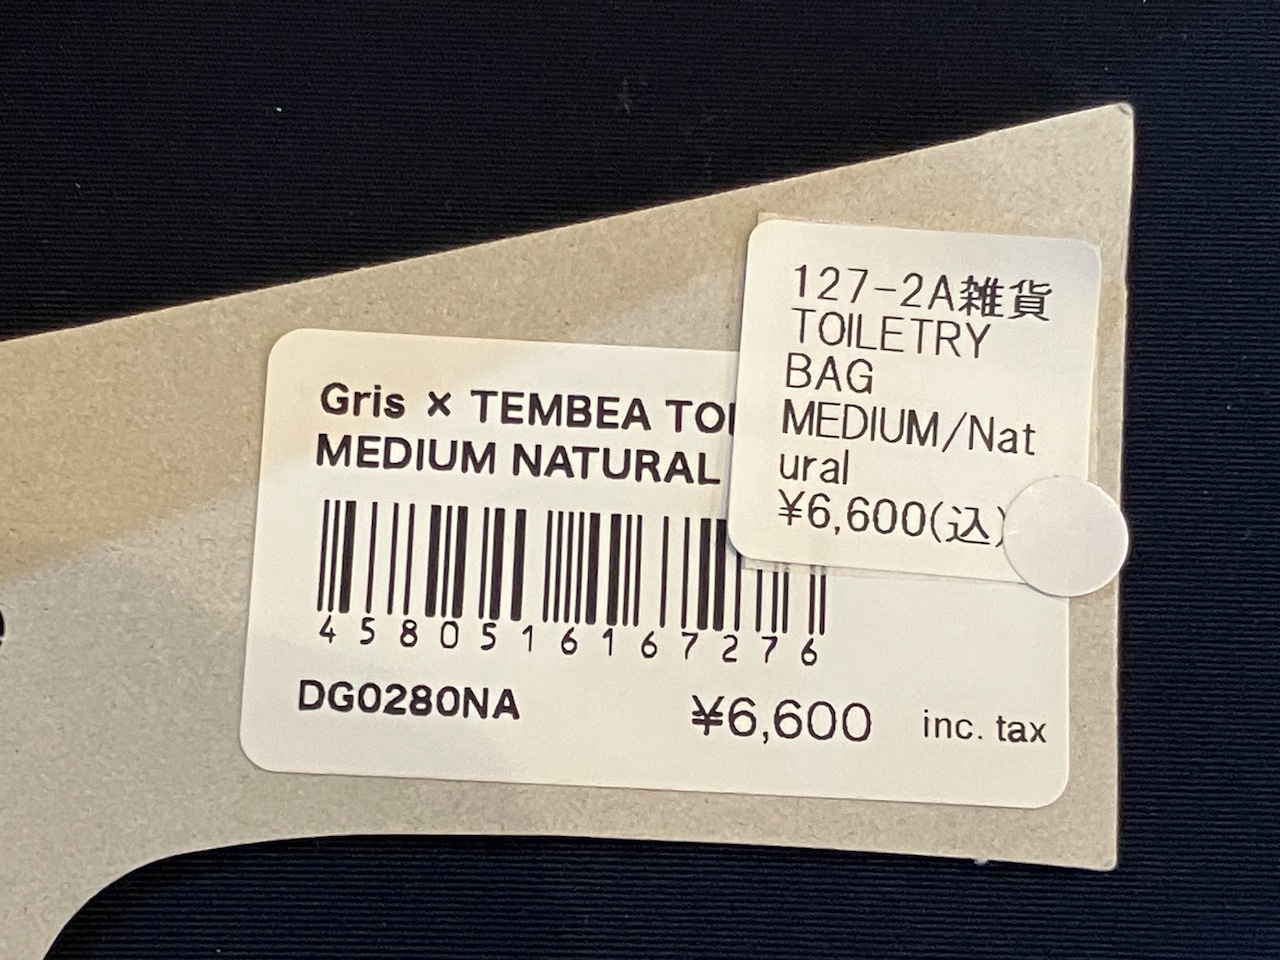 Gris × TEMBEA TOI
MEDIUM NATURAL
4580516167276
DG0280NA
¥6,600 inc. tax
127-2A雑貨
TOILETRY
BAG
MEDIUM/Nat
ural
¥6,600(込)